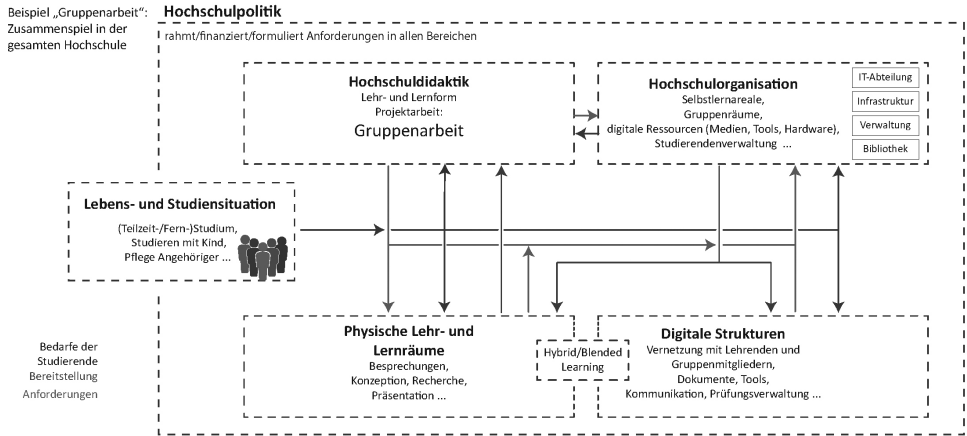 Beispiel „Gruppenarbeit“:
Zusammenspiel in der
gesamten Hochschule
Hochschulpolitik
rahmt/finanziert/formuliert Anforderungen in allen Bereichen
Hochschuldidaktik
Lehr- und Lernform
Projektarbeit:
Gruppenarbeit
Hochschulorganisation
Selbstlernareale,
Gruppenräume,
digitale Ressourcen (Medien, Tools, Hardware),
Studierendenverwaltung ...
IT-Abteilung
Infrastruktur
Verwaltung
Bibliothek
Lebens- und Studiensituation
(Teilzeit-/Fern-)Studium,
Studieren mit Kind,
Pflege Angehöriger ...
Bedarfe der
Studierende
Bereitstellung
Anforderungen
Physische Lehr- und
Lernräume
Besprechungen,
Konzeption, Recherche,
Präsentation ...
Hybrid/Blended
Learning
Digitale Strukturen
Vernetzung mit Lehrenden und
Gruppenmitgliedern,
Dokumente, Tools,
Kommunikation, Prüfungsverwaltung ...